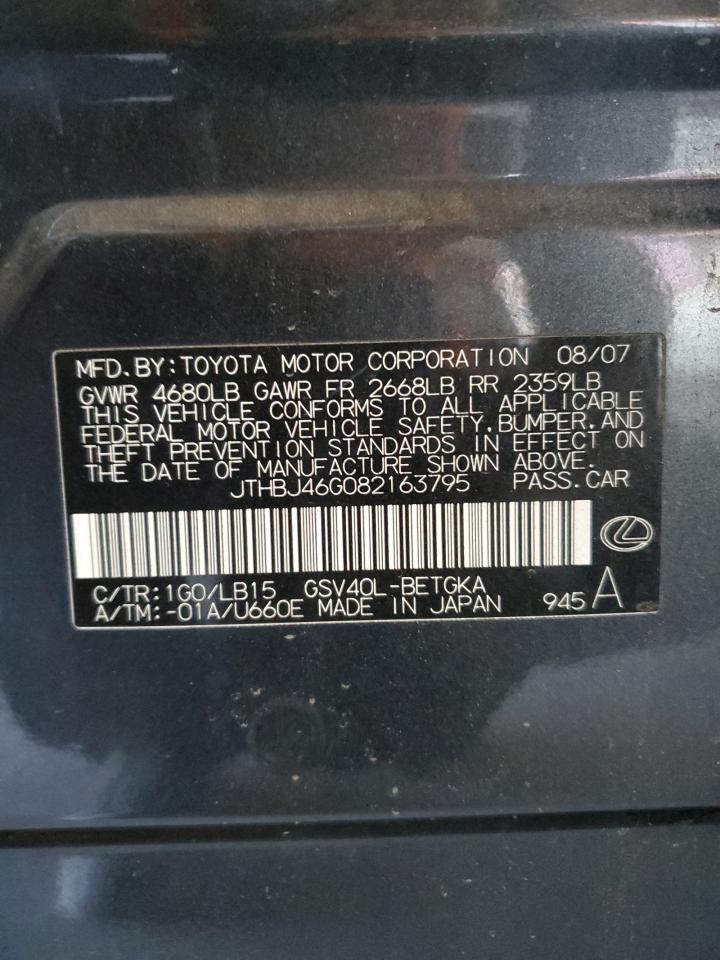 MFD.BY:TOYOTA MOTOR CORPORATION 08/07
GVWR 4680LB GAWR FR 2668LB RR 2359LB
THIS VEHICLE CONFORMS TO ALL APPLICABLE
FEDERAL MOTOR VEHICLE SAFETY,BUMPER,AND
THEFT PREVENTION STANDARDS IN EFFECT ON
THE DATE OF MANUFACTURE SHOWN ABOVE.
JTHBJ46G082163795 PASS.CAR
C/TR:1G0/LB15 GSV40L-BETGKA
A/TM:-01A/U660E MADE IN JAPAN 945 A